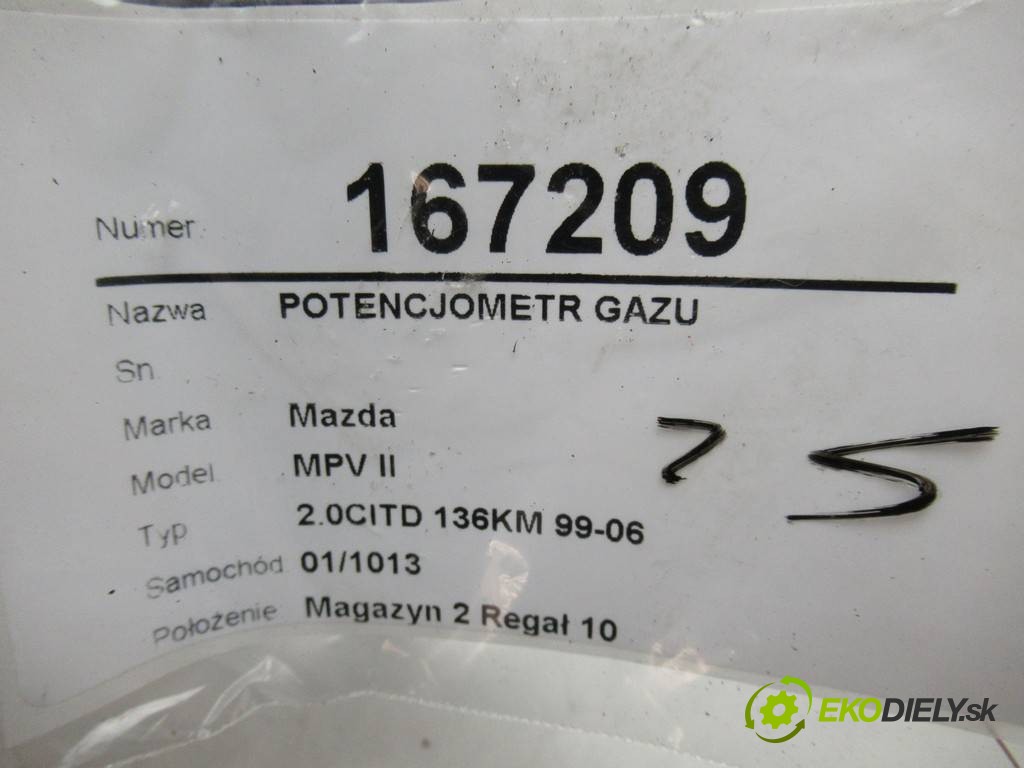 Numer 167209
Nazwa POTENCJOMETR GAZU
Sn
Marka Mazda
Model MPV II
Typ 2.0CITD 136KM 99-06
Samochód 01/1013
Położenie Magazyn 2 Regał 10
5
EKODIELY.sk